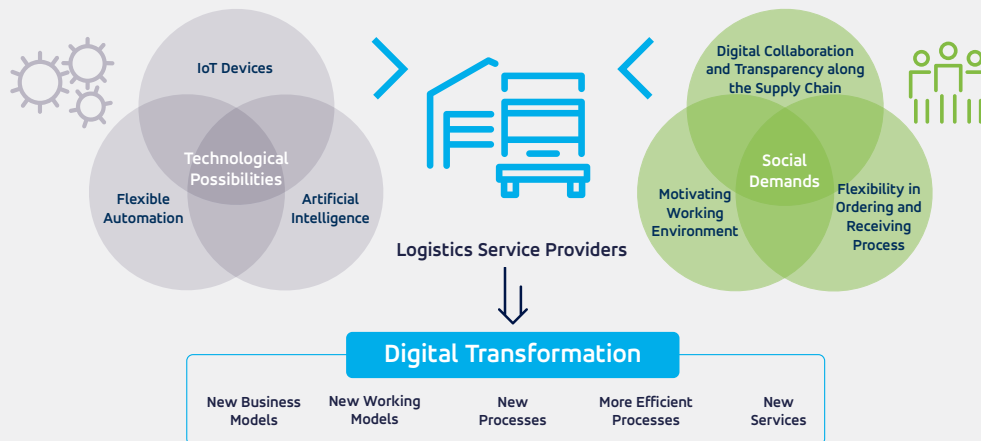 IoT Devices
Technological
Possibilities
Flexible
Automation
Artificial
Intelligence
Logistics Service Providers
Digital Collaboration
and Transparency along
the Supply Chain
Social
Demands
Motivating
Working
Environment
Flexibility in
Ordering and
Receiving
Process
Digital Transformation
New Business
Models
New Working
Models
New
Processes
More Efficient
Processes
New
Services